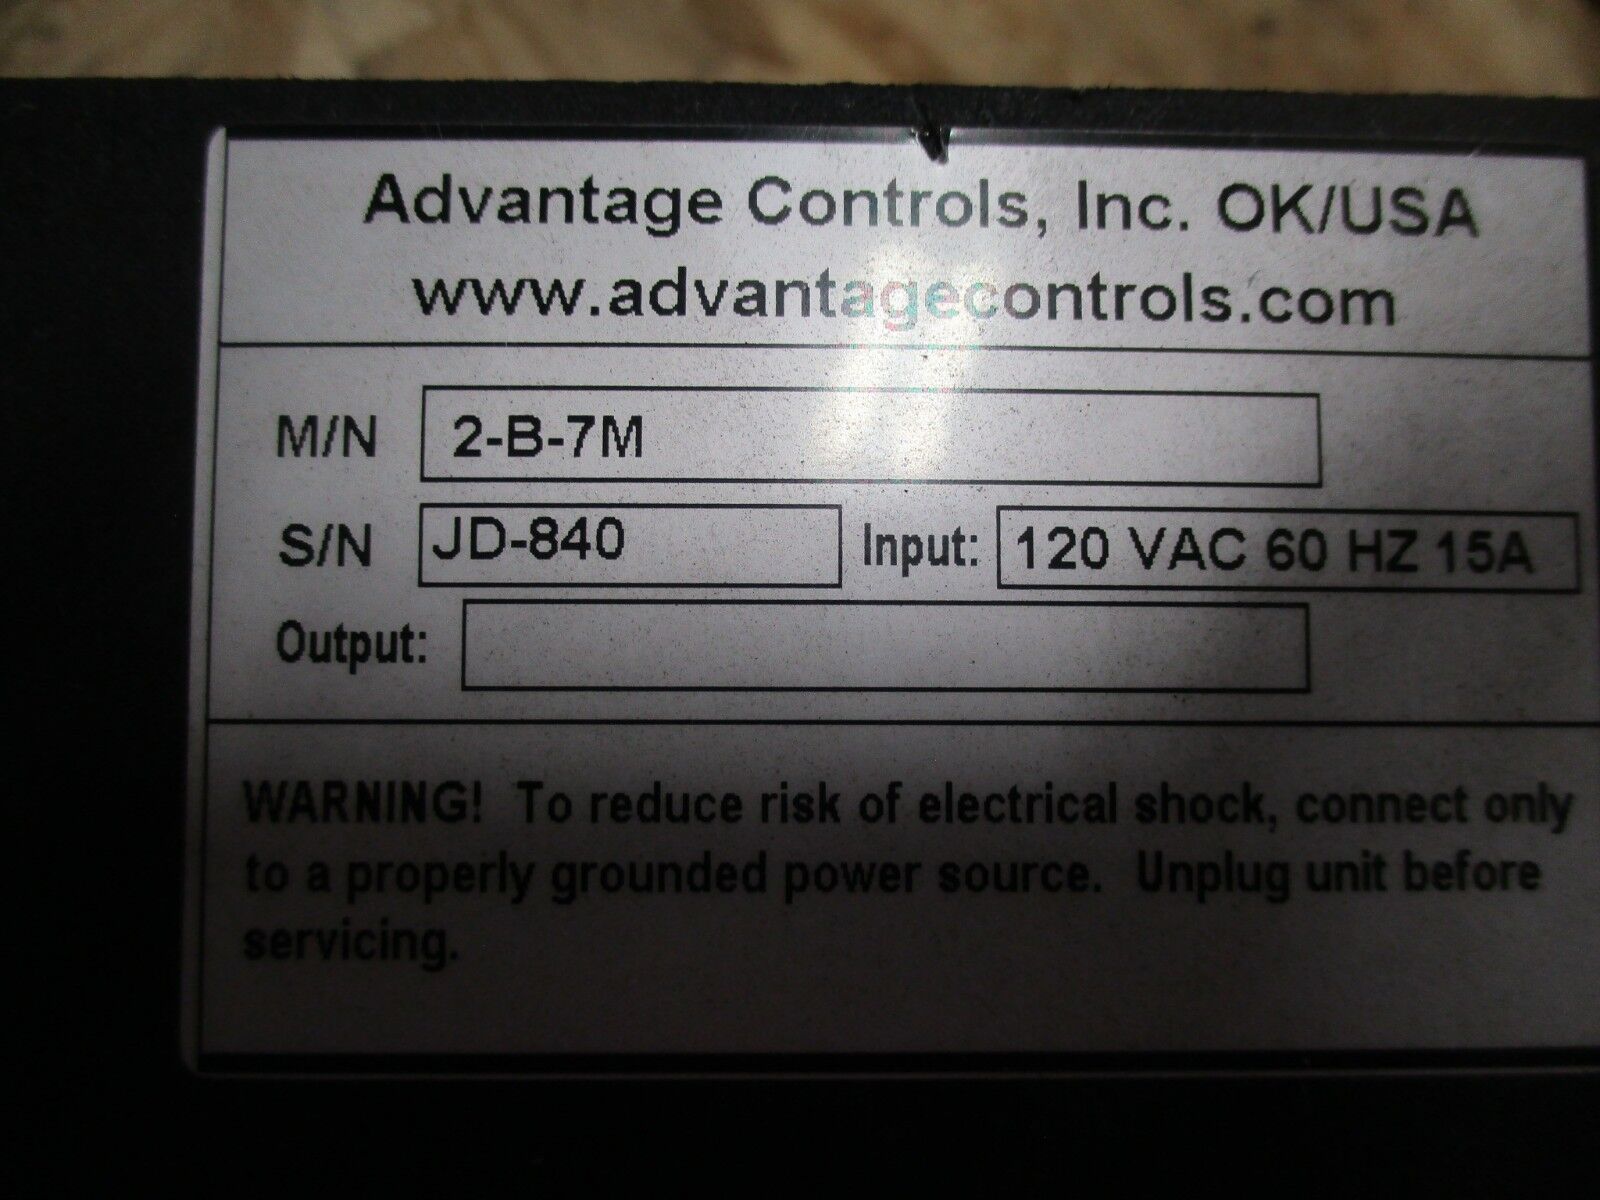 Advantage Controls, Inc. OK/USA
www.advantagecontrols.com
M/N 2-B-7M
S/N JD-840 Input: 120 VAC 60 HZ 15A
Output:
WARNING! To reduce risk of electrical shock, connect only
to a properly grounded power source. Unplug unit before
servicing.